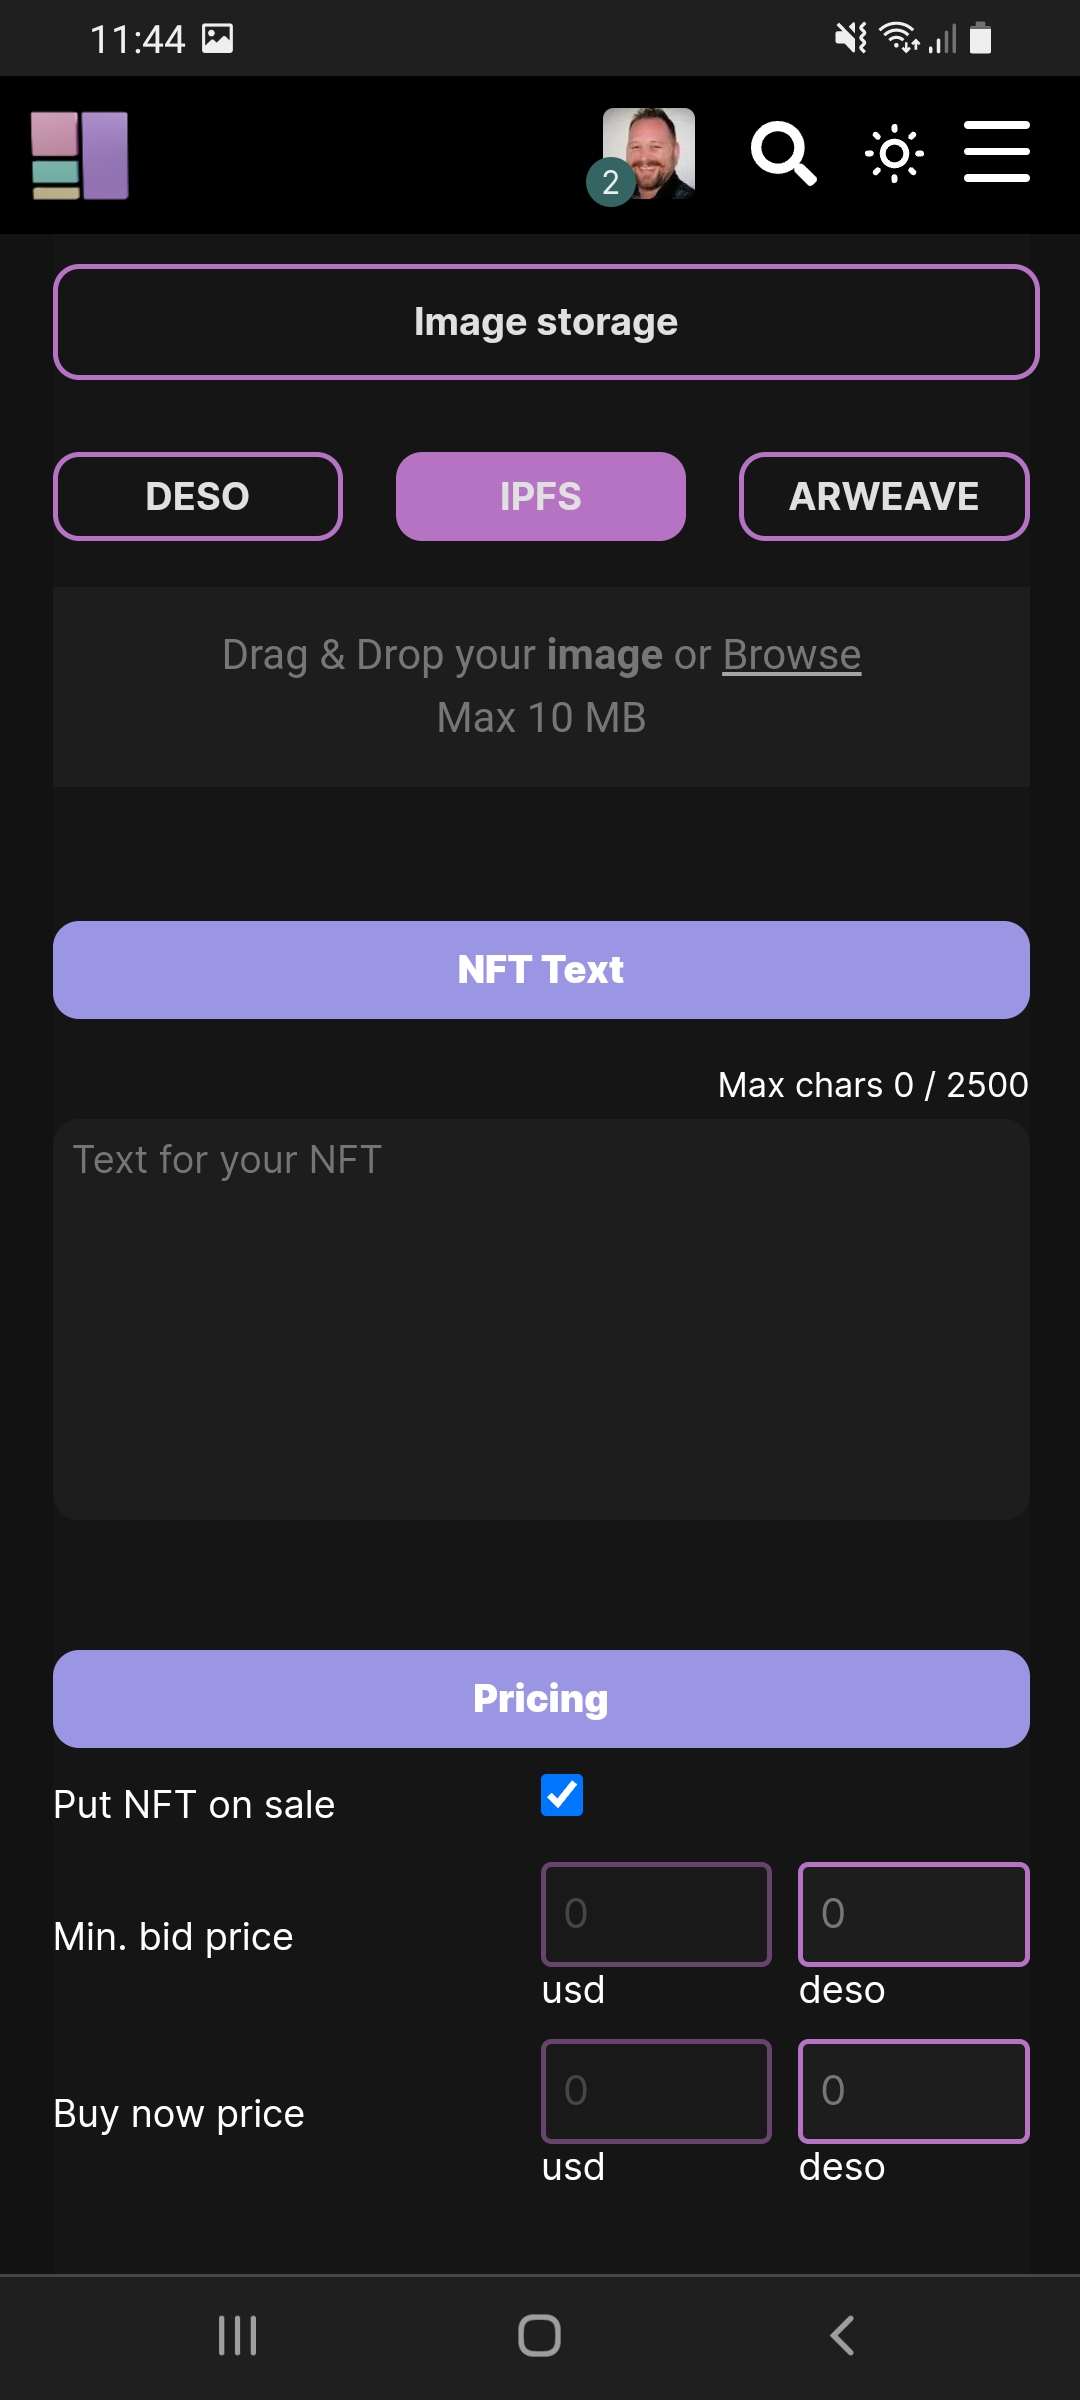 11:44
2
Image storage
DESO IPFS ARWEAVE
Drag & Drop your image or Browse
Max 10 MB
NFT Text
Max chars 0 / 2500
Text for your NFT
Pricing
Put NFT on sale
Min. bid price 0 0
usd deso
Buy now price 0 0
usd deso